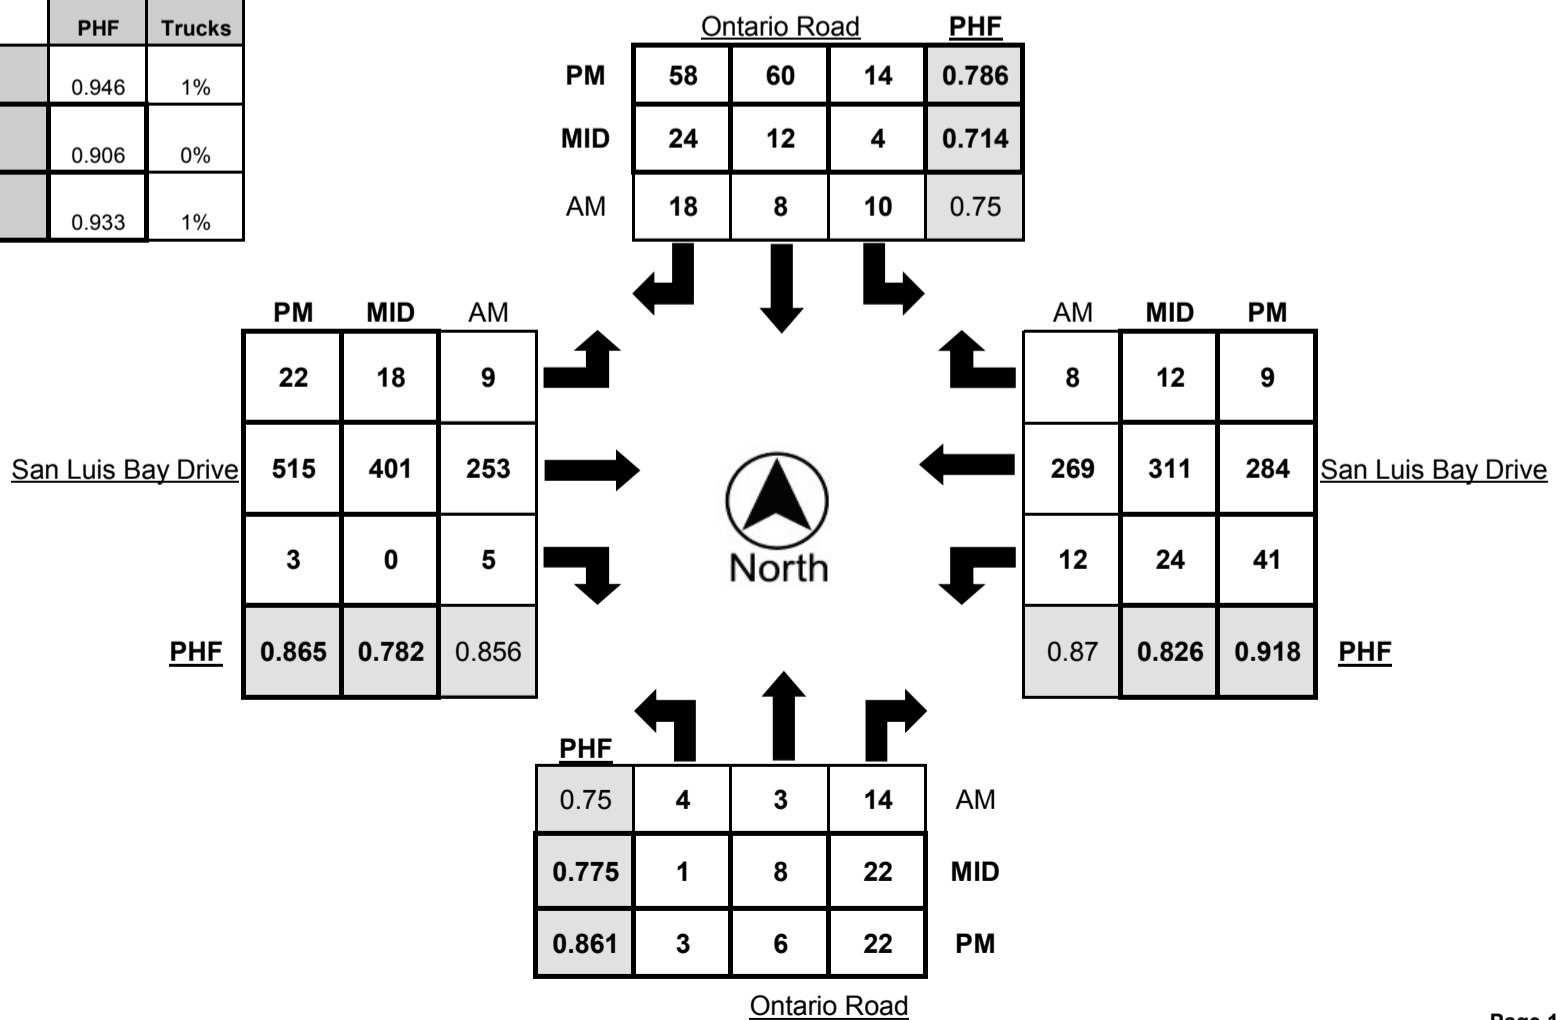 PHF Trucks
0.946 1%
0.906 0%
0.933 1%
Ontario Road PHF
PM 58 60 14 0.786
MID 24 12 4 0.714
AM 18 8 10 0.75
PM MID AM
22 18 9
San Luis Bay Drive 515 401 253
3 0 5
PHF 0.865 0.782 0.856
North
AM MID PM
8 12 9
269 311 284 San Luis Bay Drive
12 24 41
0.87 0.826 0.918 PHF
PHF
0.75 4 3 14 AM
0.775 1 8 22 MID
0.861 3 6 22 PM
Ontario Road
Page 1